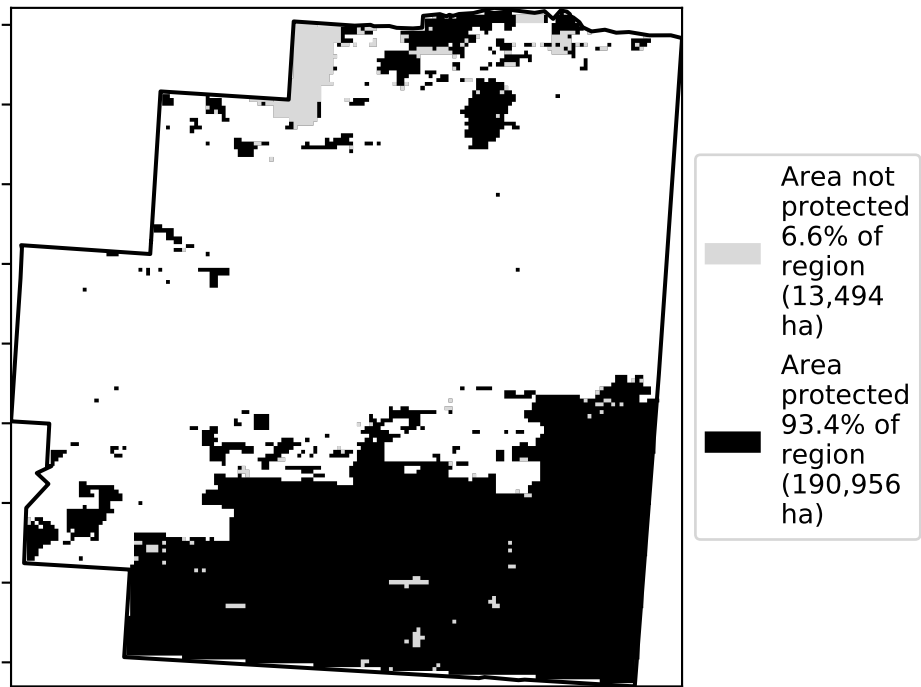 Area not
protected
6.6% of
region
(13,494
ha)
Area
protected
93.4% of
region
(190,956
ha)